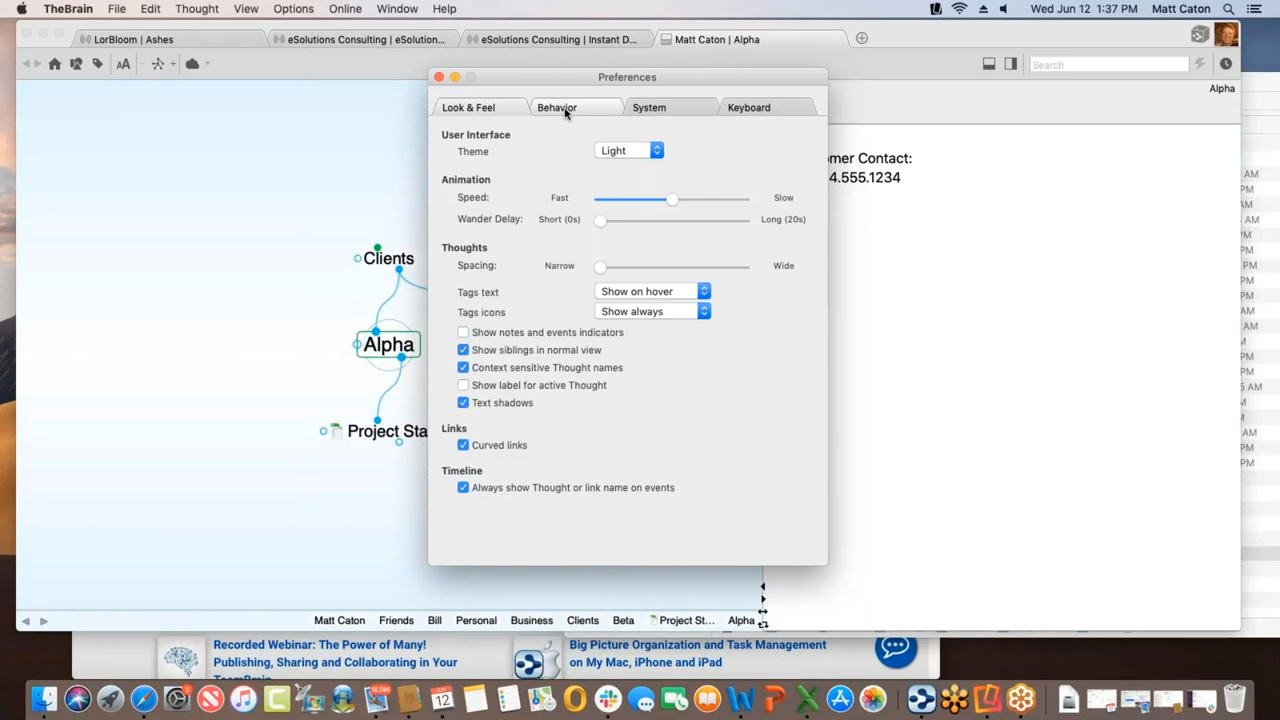 TheBrain File Edit Thought View Options Online Window Help Wed Jun 12 1:37 PM Matt Caton
LorBloom | Ashes
eSolutions Consulting | eSolution...
eSolutions Consulting | Instant D...
Matt Caton | Alpha
AA
Search
Preferences
Alpha
Look & Feel Behavior System Keyboard
User Interface
Theme Light
Animation
Speed: Fast Slow
Wander Delay: Short (0s) Long (20s)
Thoughts
Spacing: Narrow Wide
Tags text Show on hover
Tags icons Show always
Show notes and events indicators
Show siblings in normal view
Context sensitive Thought names
Show label for active Thought
Text shadows
Links
Curved links
Timeline
Always show Thought or link name on events
omer Contact:
4.555.1234
Clients
Alpha
Project Sta
Matt Caton Friends Bill Personal Business Clients Beta Project St... Alpha
Recorded Webinar: The Power of Many!
Publishing, Sharing and Collaborating in Your
TeamBrain
Big Picture Organization and Task Management
on My Mac, iPhone and iPad